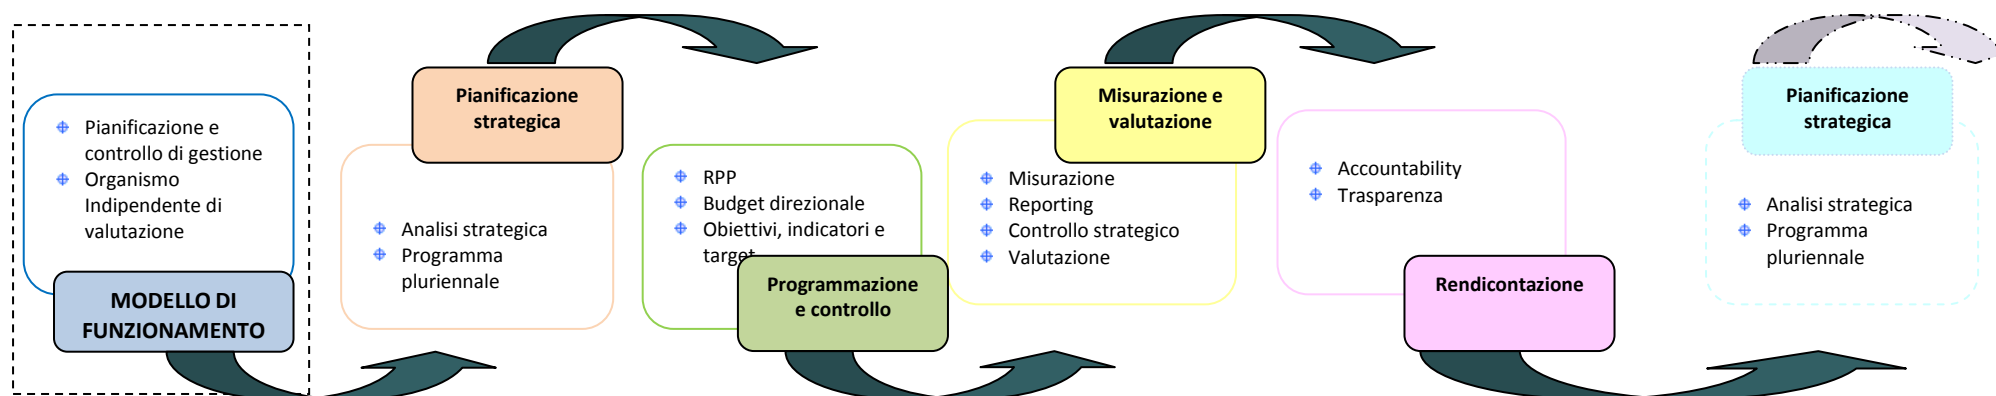 Pianificazione e
controllo di gestione
Organismo
Indipendente di
valutazione
MODELLO DI
FUNZIONAMENTO
Pianificazione
strategica
Analisi strategica
Programma
pluriennale
RPP
Budget direzionale
Obiettivi, indicatori e
target
Programmazione
e controllo
Misurazione e
valutazione
Misurazione
Reporting
Controllo strategico
Valutazione
Accountability
Trasparenza
Rendicontazione
Pianificazione
strategica
Analisi strategica
Programma
pluriennale